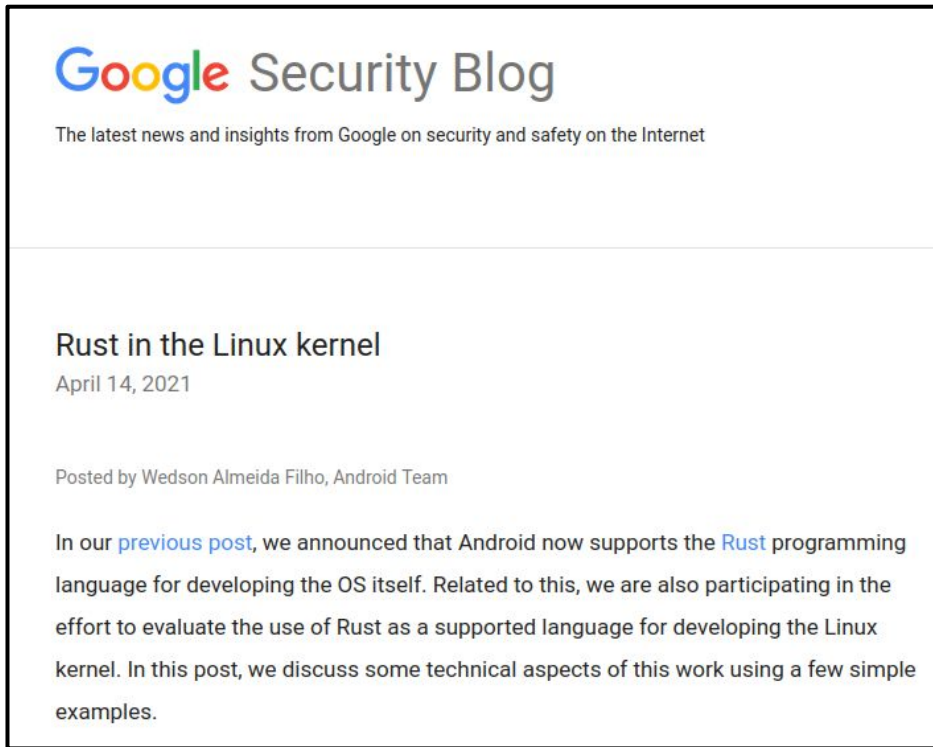 Google Security Blog
The latest news and insights from Google on security and safety on the Internet
Rust in the Linux kernel
April 14, 2021
Posted by Wedson Almeida Filho, Android Team
In our previous post, we announced that Android now supports the Rust programming
language for developing the OS itself. Related to this, we are also participating in the
effort to evaluate the use of Rust as a supported language for developing the Linux
kernel. In this post, we discuss some technical aspects of this work using a few simple
examples.